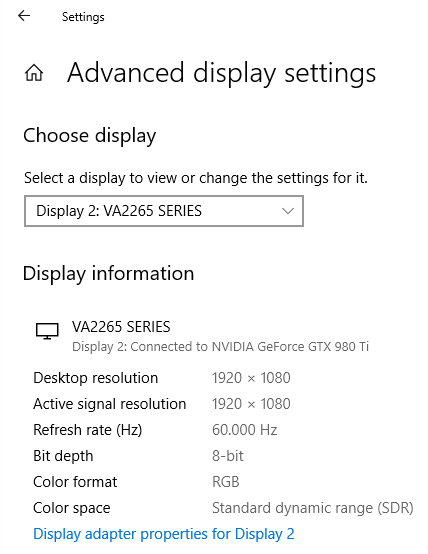 Settings
Advanced display settings
Choose display
Select a display to view or change the settings for it.
Display 2: VA2265 SERIES
Display information
VA2265 SERIES
Display 2: Connected to NVIDIA GeForce GTX 980 Ti
Desktop resolution 1920 × 1080
Active signal resolution 1920 × 1080
Refresh rate (Hz) 60.000 Hz
Bit depth 8-bit
Color format RGB
Color space Standard dynamic range (SDR)
Display adapter properties for Display 2